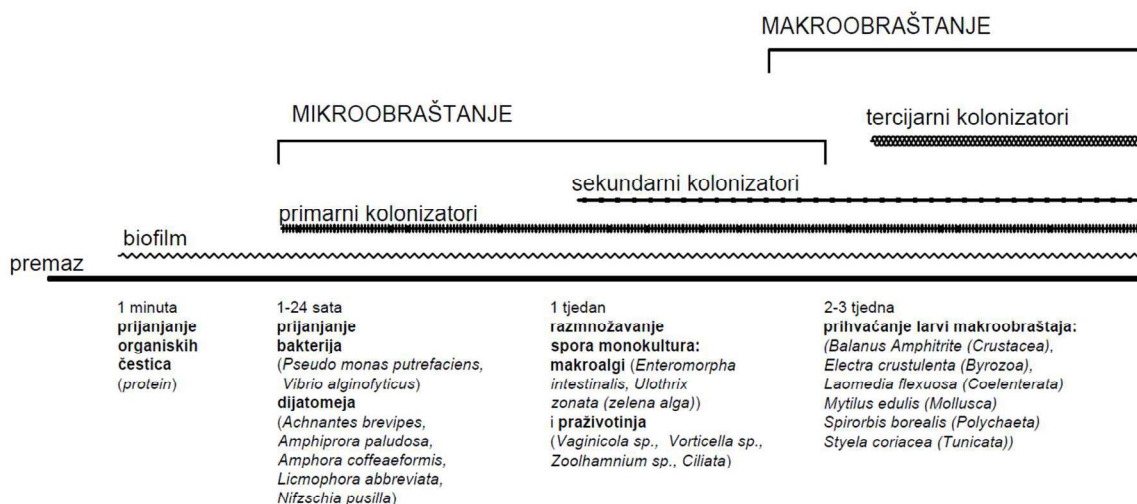 MAKROOBRAŠTANJE
MIKROOBRAŠTANJE
tercijarni kolonizatori
sekundarni kolonizatori
primarni kolonizatori
biofilm
premaz
1 minuta
prijanjanje
organiskih
čestica
(protein)
1-24 sata
prijanjanje
bakterija
(Pseudo monas putrefaciens,
Vibrio alginofyticus)
dijatomeja
(Achnantes brevipes,
Amphiprora paludosa,
Amphora coffeaeformis,
Licmophora abbreviata,
Nifzschia pusilla)
1 tjedan
razmnožavanje
spora monokultura:
makroalgi (Enteromorpha
intestinalis, Ulothrix
zonata (zelena alga))
i praživotinja
(Vaginicola sp., Vorticella sp.,
Zoolhamnium sp., Ciliata)
2-3 tjedna
prihvaćanje larvi makroobraštaja:
(Balanus Amphitrite (Crustacea),
Electra crustulenta (Byrozoa),
Laomedia flexuosa (Coelenterata)
Mytilus edulis (Mollusca)
Spirorbis borealis (Polychaeta)
Styela coriacea (Tunicata))